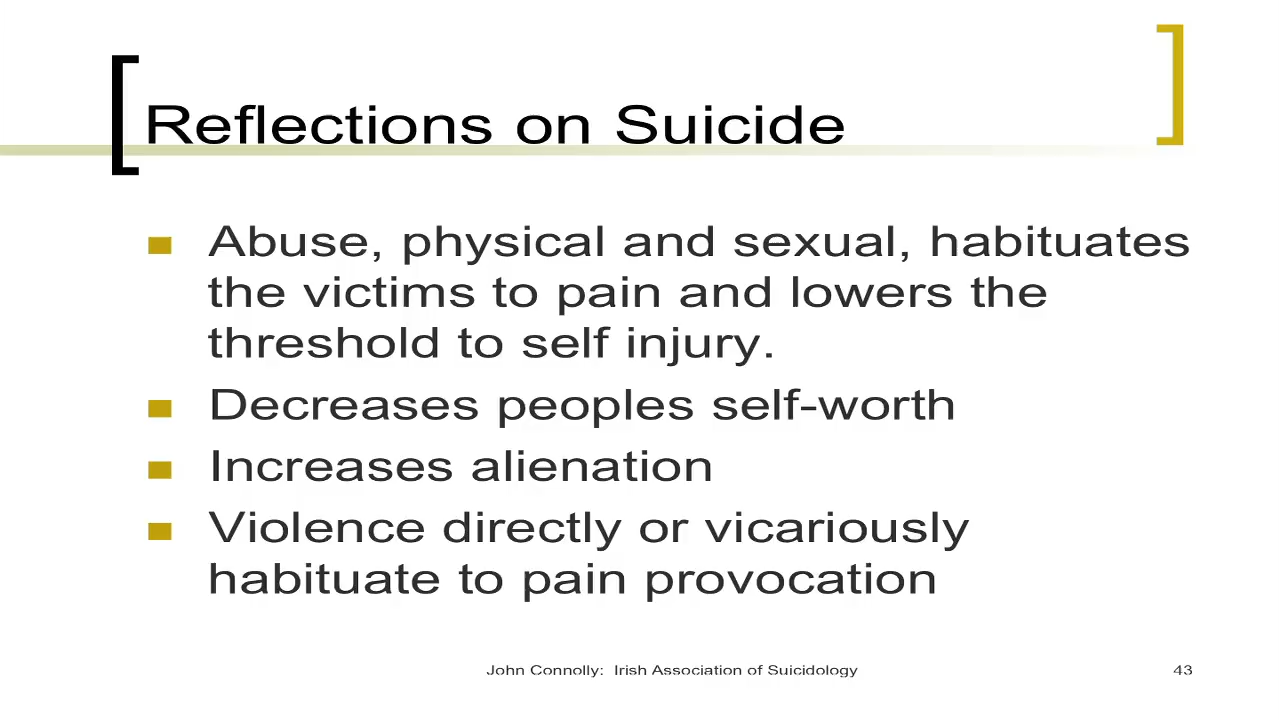 Reflections on Suicide
Abuse, physical and sexual, habituates
the victims to pain and lowers the
threshold to self injury.
Decreases peoples self-worth
Increases alienation
Violence directly or vicariously
habituate to pain provocation
John Connolly: Irish Association of Suicidology
43